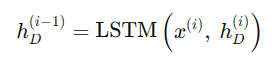 h_D^{(i-1)} = LSTM ( x^{(i)}, h_D^{(i)} )